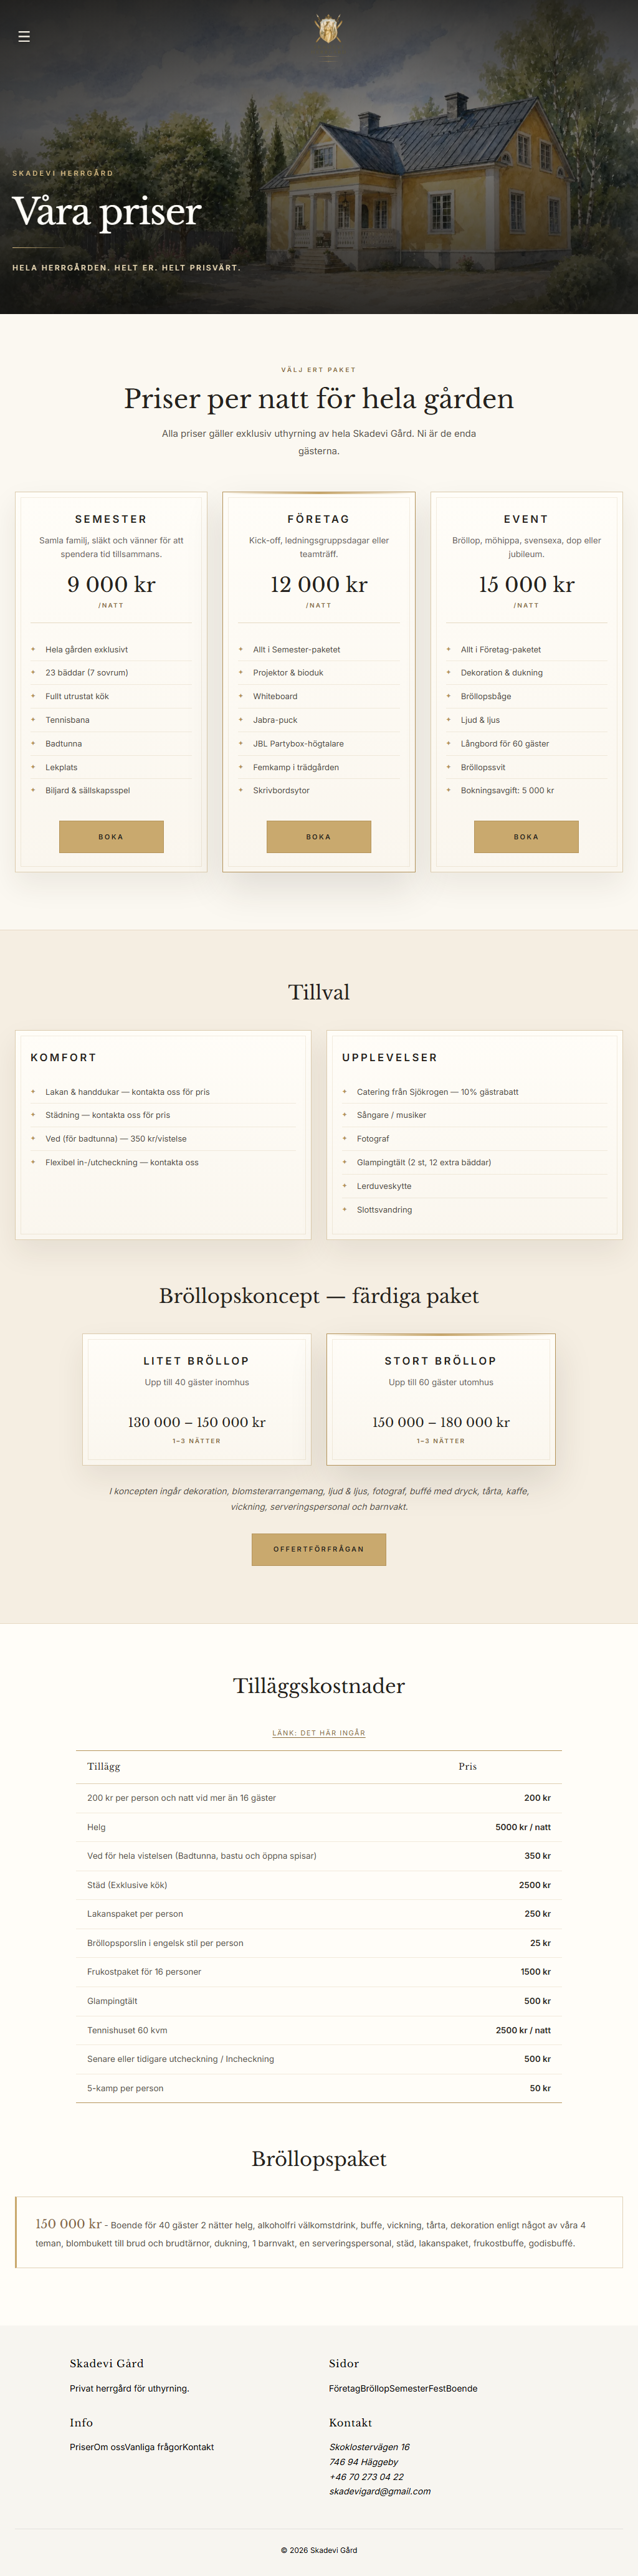 ☰
SKADEVI HERRGÅRD
Våra priser
HELA HERRGÅRDEN. HELT ER. HELT PRISVÄRT.
VÄLJ ERT PAKET
Priser per natt för hela gården
Alla priser gäller exklusiv uthyrning av hela Skadevi Gård. Ni är de enda
gästerna.
SEMESTER
Samla familj, släkt och vänner för att
spendera tid tillsammans.
9 000 kr
/NATT
Hela gården exklusivt
23 bäddar (7 sovrum)
Fullt utrustat kök
Tennisbana
Badtunna
Lekplats
Biljard & sällskapsspel
BOKA
FÖRETAG
Kick-off, ledningsgruppsdagar eller
teamträff.
12 000 kr
/NATT
Allt i Semester-paketet
Projektor & bioduk
Whiteboard
Jabra-puck
JBL Partybox-högtalare
Femkamp i trädgården
Skrivbordsytor
BOKA
EVENT
Bröllop, möhippa, svensexa, dop eller
jubileum.
15 000 kr
/NATT
Allt i Företag-paketet
Dekoration & dukning
Bröllopsbåge
Ljud & ljus
Långbord för 60 gäster
Bröllopssvit
Bokningsavgift: 5 000 kr
BOKA
Tillval
KOMFORT
Lakan & handdukar — kontakta oss för pris
Städning — kontakta oss för pris
Ved (för badtunna) — 350 kr/vistelse
Flexibel in-/utcheckning — kontakta oss
UPPLEVELSER
Catering från Sjökrogen — 10% gästrabatt
Sångare / musiker
Fotograf
Glampingtält (2 st, 12 extra bäddar)
Lerduveskytte
Slottsvandring
Bröllopskoncept — färdiga paket
LITET BRÖLLOP
Upp till 40 gäster inomhus
130 000 – 150 000 kr
1–3 NÄTTER
STORT BRÖLLOP
Upp till 60 gäster utomhus
150 000 – 180 000 kr
1–3 NÄTTER
I koncepten ingår dekoration, blomsterarrangemang, ljud & ljus, fotograf, buffé med dryck, tårta, kaffe,
vickning, serveringspersonal och barnvakt.
OFFERTFÖRFRÅGAN
Tilläggskostnader
LÄNK: DET HÄR INGÅR
Tillägg Pris
200 kr per person och natt vid mer än 16 gäster 200 kr
Helg 5000 kr / natt
Ved för hela vistelsen (Badtunna, bastu och öppna spisar) 350 kr
Städ (Exklusive kök) 2500 kr
Lakanspaket per person 250 kr
Bröllopsporslin i engelsk stil per person 25 kr
Frukostpaket för 16 personer 1500 kr
Glampingtält 500 kr
Tennishuset 60 kvm 2500 kr / natt
Senare eller tidigare utcheckning / Incheckning 500 kr
5-kamp per person 50 kr
Bröllopspaket
150 000 kr - Boende för 40 gäster 2 nätter helg, alkoholfri välkomstdrink, buffe, vickning, tårta, dekoration enligt något av våra 4
teman, blombukett till brud och brudtärnor, dukning, 1 barnvakt, en serveringspersonal, städ, lakanspaket, frukostbuffe, godisbuffé.
Skadevi Gård
Privat herrgård för uthyrning.
Sidor
FöretagBröllopSemesterFestBoende
Info
PriserOm ossVanliga frågorKontakt
Kontakt
Skoklostervägen 16
746 94 Häggeby
+46 70 273 04 22
skadevigard@gmail.com
© 2026 Skadevi Gård